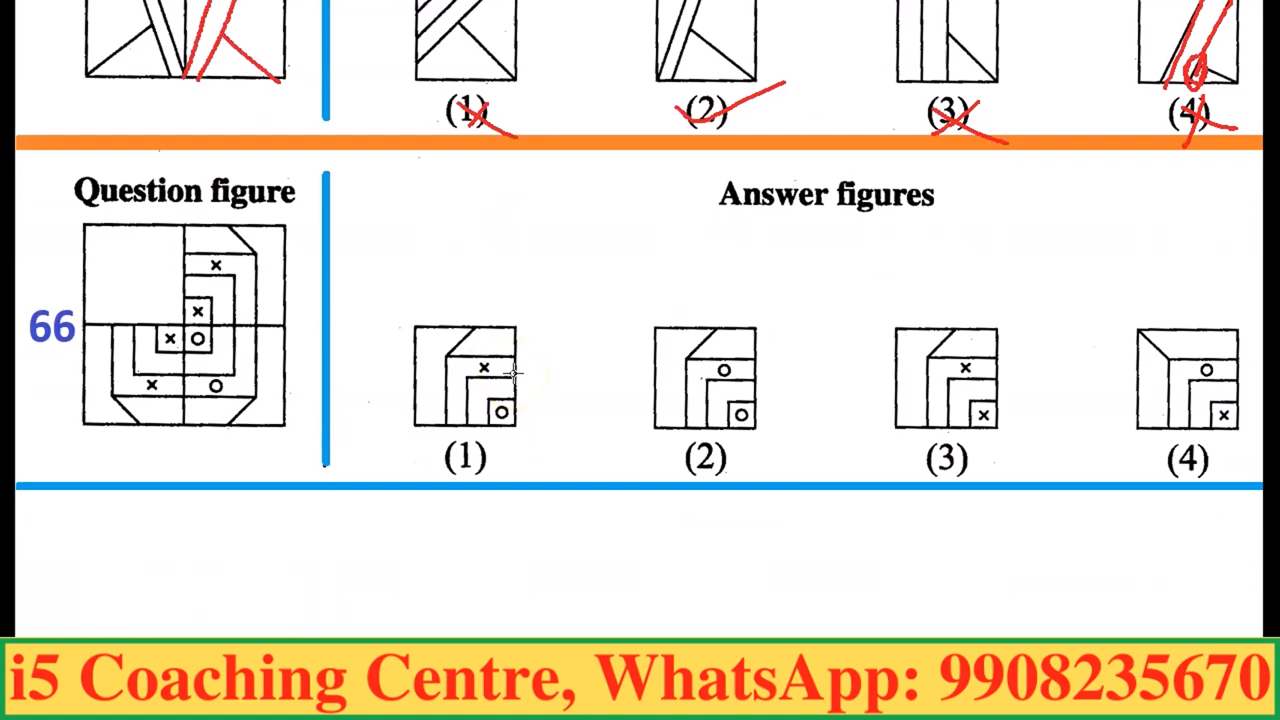 (1) (2) (3) (4)
Question figure
Answer figures
× 
× 
× O
× O
66
× O
(1)
O O
(2)
× ×
(3)
O ×
(4)
i5 Coaching Centre, WhatsApp: 9908235670